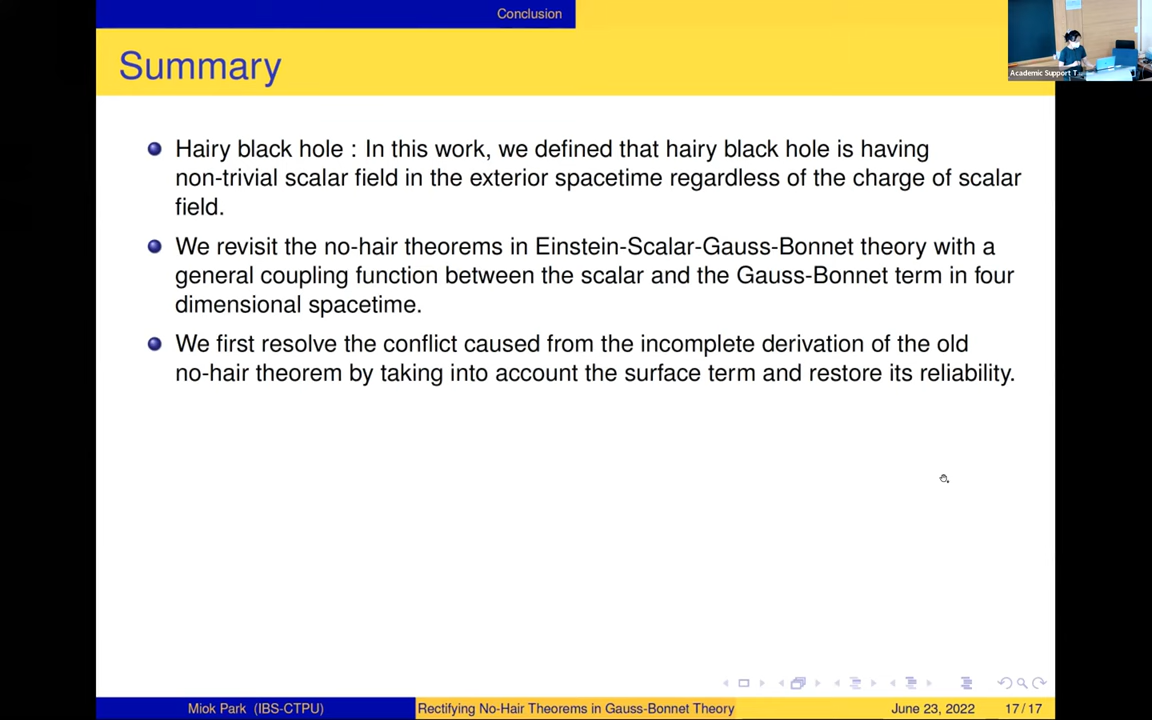 Conclusion
Summary
Academic Support T
Hairy black hole : In this work, we defined that hairy black hole is having
non-trivial scalar field in the exterior spacetime regardless of the charge of scalar
field.
We revisit the no-hair theorems in Einstein-Scalar-Gauss-Bonnet theory with a
general coupling function between the scalar and the Gauss-Bonnet term in four
dimensional spacetime.
We first resolve the conflict caused from the incomplete derivation of the old
no-hair theorem by taking into account the surface term and restore its reliability.
Miok Park (IBS-CTPU)
Rectifying No-Hair Theorems in Gauss-Bonnet Theory
June 23, 2022
17 / 17